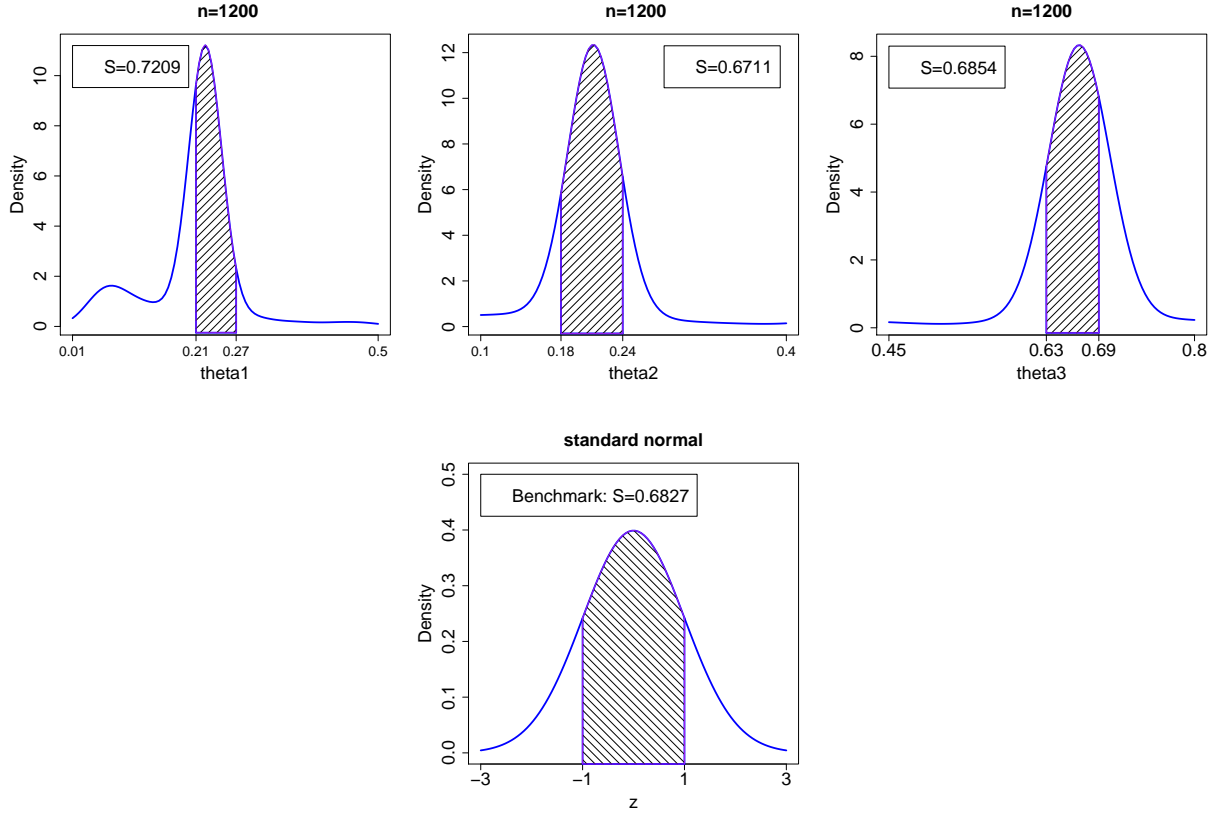 n=1200
S=0.7209
Density
0 2 4 6 8 10
0.01 0.21 0.27 0.5
theta1
n=1200
S=0.6711
Density
0 2 4 6 8 10 12
0.1 0.18 0.24 0.4
theta2
n=1200
S=0.6854
Density
0 2 4 6 8
0.45 0.63 0.69 0.8
theta3
standard normal
Benchmark: S=0.6827
Density
0.0 0.1 0.2 0.3 0.4 0.5
−3 −1 1 3
z